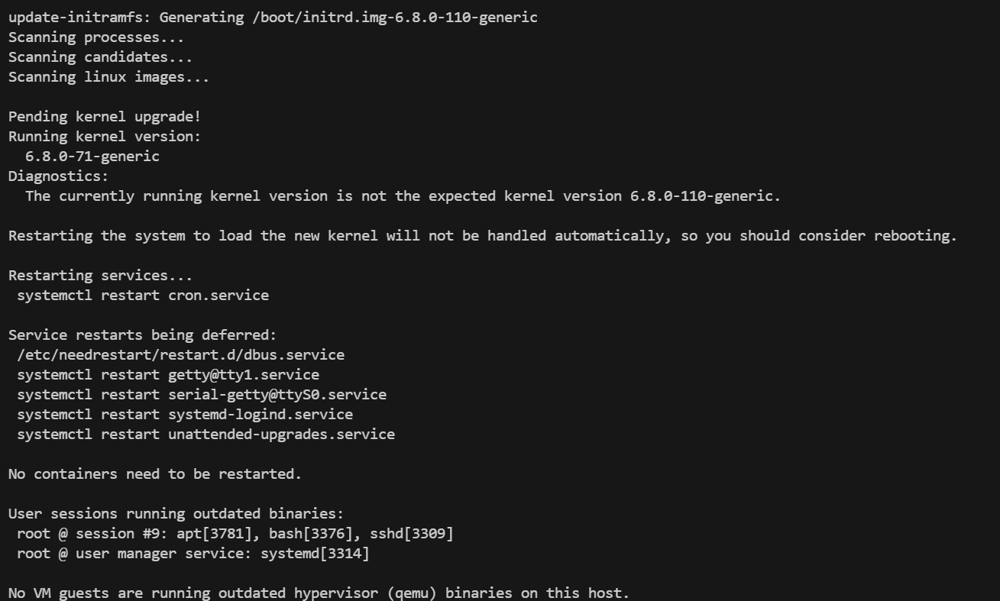 update-initramfs: Generating /boot/initrd.img-6.8.0-110-generic
Scanning processes...
Scanning candidates...
Scanning linux images...

Pending kernel upgrade!
Running kernel version:
  6.8.0-71-generic
Diagnostics:
  The currently running kernel version is not the expected kernel version 6.8.0-110-generic.

Restarting the system to load the new kernel will not be handled automatically, so you should consider rebooting.

Restarting services...
 systemctl restart cron.service

Service restarts being deferred:
 /etc/needrestart/restart.d/dbus.service
 systemctl restart getty@tty1.service
 systemctl restart serial-getty@ttyS0.service
 systemctl restart systemd-logind.service
 systemctl restart unattended-upgrades.service

No containers need to be restarted.

User sessions running outdated binaries:
 root @ session #9: apt[3781], bash[3376], sshd[3309]
 root @ user manager service: systemd[3314]

No VM guests are running outdated hypervisor (qemu) binaries on this host.